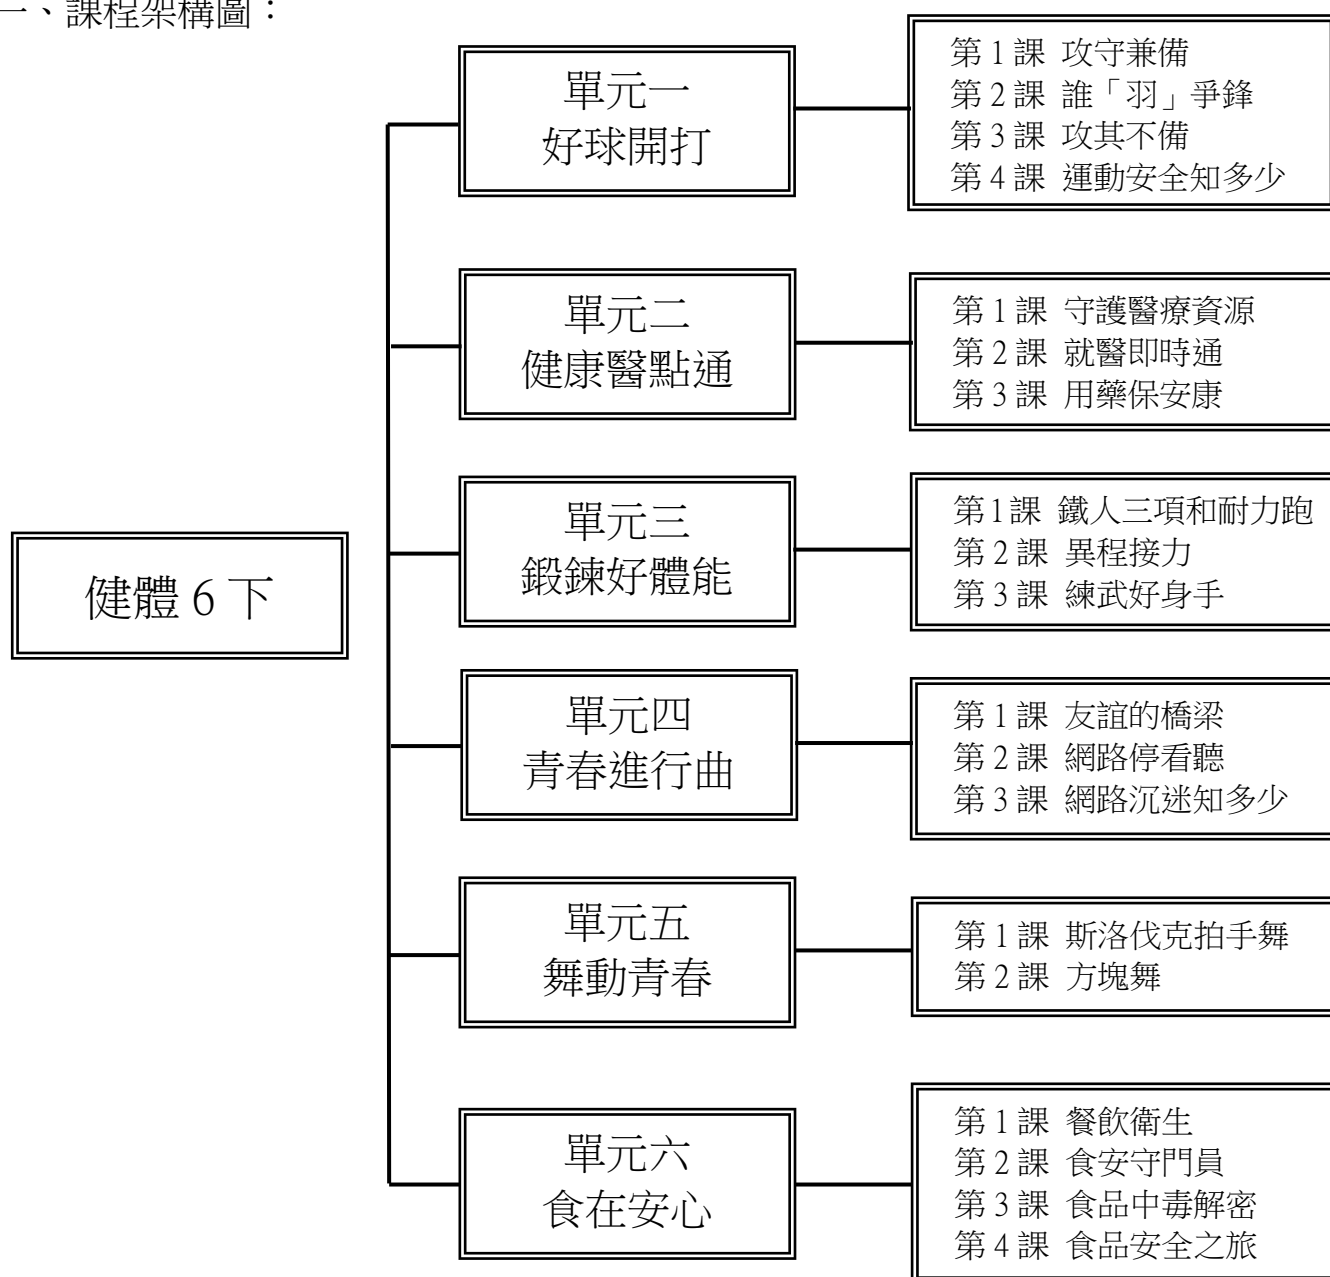 一、課程架構圖：
單元一
好球開打
第1課 攻守兼備
第2課 誰「羽」爭鋒
第3課 攻其不備
第4課 運動安全知多少
單元二
健康醫點通
第1課 守護醫療資源
第2課 就醫即時通
第3課 用藥保安康
健體6下
單元三
鍛鍊好體能
第1課 鐵人三項和耐力跑
第2課 異程接力
第3課 練武好身手
單元四
青春進行曲
第1課 友誼的橋梁
第2課 網路停看聽
第3課 網路沉迷知多少
單元五
舞動青春
第1課 斯洛伐克拍手舞
第2課 方塊舞
單元六
食在安心
第1課 餐飲衛生
第2課 食安守門員
第3課 食品中毒解密
第4課 食品安全之旅